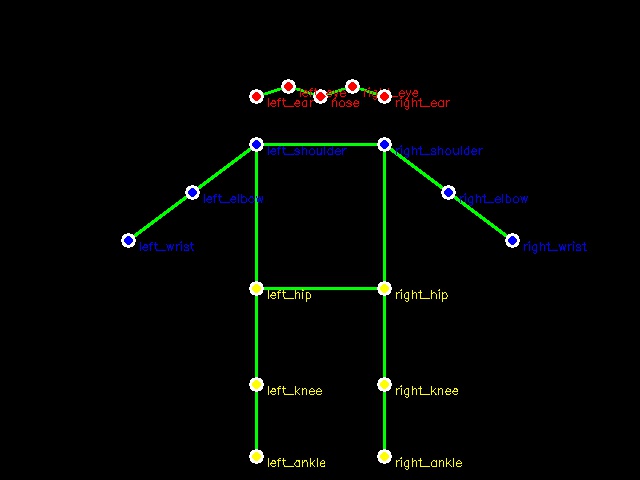 left_eye
right_eye
left_ear
nose
right_ear
left_shoulder
right_shoulder
left_elbow
right_elbow
left_wrist
right_wrist
left_hip
right_hip
left_knee
right_knee
left_ankle
right_ankle